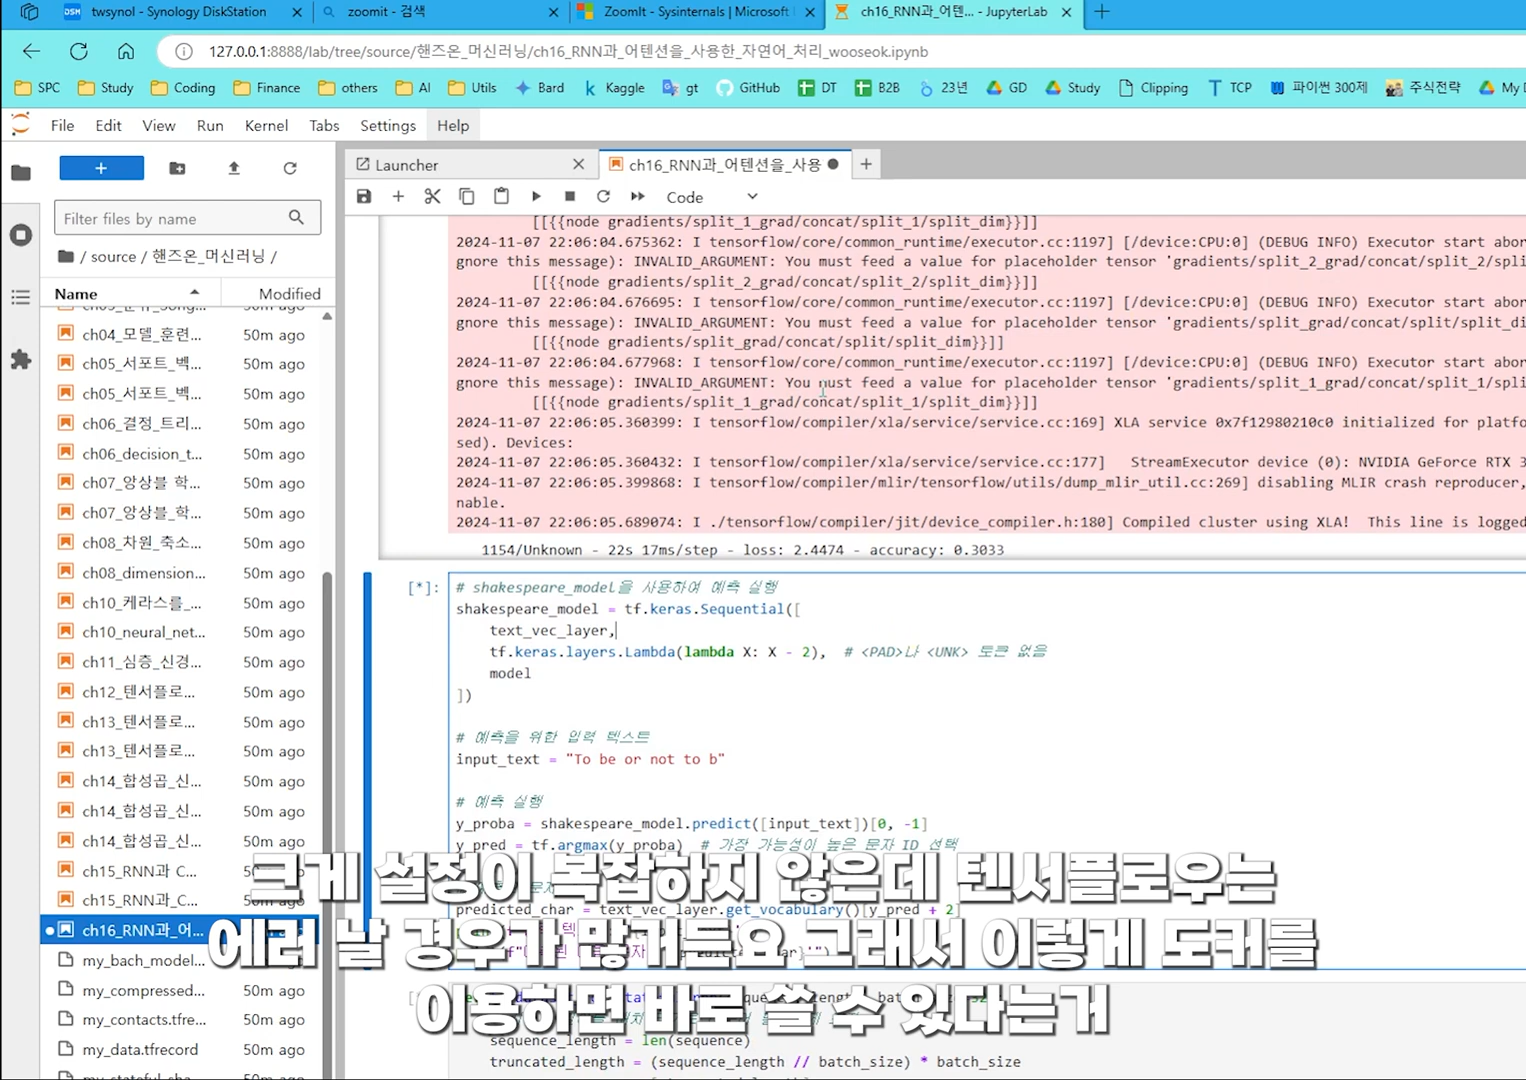 twsynol - Synology DiskStation
zoomit - 검색
ZoomIt - Sysinternals | Microsoft
ch16_RNN과_어텐... - JupyterLab
127.0.0.1:8888/lab/tree/source/핸즈온_머신러닝/ch16_RNN과_어텐션을_사용한_자연어_처리_wooseok.ipynb
SPC Study Coding Finance others AI Utils Bard Kaggle gt GitHub DT B2B 23년 GD Study Clipping TCP 파이썬 300제 주식전략 My D
File Edit View Run Kernel Tabs Settings Help
Launcher
ch16_RNN과_어텐션을_사용
Code
Filter files by name
/ source / 핸즈온_머신러닝 /
Name Modified
ch04_모델_훈련... 50m ago
ch05_서포트_벡... 50m ago
ch05_서포트_벡... 50m ago
ch06_결정_트리... 50m ago
ch06_decision_t... 50m ago
ch07_앙상블 학... 50m ago
ch07_앙상블_학... 50m ago
ch08_차원_축소... 50m ago
ch08_dimension... 50m ago
ch10_케라스를_... 50m ago
ch10_neural_net... 50m ago
ch11_심층_신경... 50m ago
ch12_텐서플로... 50m ago
ch13_텐서플로... 50m ago
ch13_텐서플로... 50m ago
ch14_합성곱_신... 50m ago
ch14_합성곱_신... 50m ago
ch14_합성곱_신... 50m ago
ch15_RNN과 C... 50m ago
ch15_RNN과_C... 50m ago
ch16_RNN과_어...
my_bach_model... 50m ago
my_compressed... 50m ago
my_contacts.tfre... 50m ago
my_data.tfrecord 50m ago
[[{{node gradients/split_1_grad/concat/split_1/split_dim}}]]
2024-11-07 22:06:04.675362: I tensorflow/core/common_runtime/executor.cc:1197] [/device:CPU:0] (DEBUG INFO) Executor start abor
gnore this message): INVALID_ARGUMENT: You must feed a value for placeholder tensor 'gradients/split_2_grad/concat/split_2/spli
[[{{node gradients/split_2_grad/concat/split_2/split_dim}}]]
2024-11-07 22:06:04.676695: I tensorflow/core/common_runtime/executor.cc:1197] [/device:CPU:0] (DEBUG INFO) Executor start abor
gnore this message): INVALID_ARGUMENT: You must feed a value for placeholder tensor 'gradients/split_grad/concat/split/split_di
[[{{node gradients/split_grad/concat/split/split_dim}}]]
2024-11-07 22:06:04.677968: I tensorflow/core/common_runtime/executor.cc:1197] [/device:CPU:0] (DEBUG INFO) Executor start abor
gnore this message): INVALID_ARGUMENT: You must feed a value for placeholder tensor 'gradients/split_1_grad/concat/split_1/spli
[[{{node gradients/split_1_grad/concat/split_1/split_dim}}]]
2024-11-07 22:06:05.360399: I tensorflow/compiler/xla/service/service.cc:169] XLA service 0x7f12980210c0 initialized for platfo
sed). Devices:
2024-11-07 22:06:05.360432: I tensorflow/compiler/xla/service/service.cc:177] StreamExecutor device (0): NVIDIA GeForce RTX 3
2024-11-07 22:06:05.399868: I tensorflow/compiler/mlir/tensorflow/utils/dump_mlir_util.cc:269] disabling MLIR crash reproducer,
nable.
2024-11-07 22:06:05.689074: I ./tensorflow/compiler/jit/device_compiler.h:180] Compiled cluster using XLA! This line is logged
1154/Unknown - 22s 17ms/step - loss: 2.4474 - accuracy: 0.3033
[*]: # shakespeare_model을 사용하여 예측 실행
shakespeare_model = tf.keras.Sequential([
text_vec_layer,
tf.keras.layers.Lambda(lambda X: X - 2), # <PAD>나 <UNK> 토큰 없음
model
])
# 예측을 위한 입력 텍스트
input_text = "To be or not to b"
# 예측 실행
y_proba = shakespeare_model.predict([input_text])[0, -1]
y_pred = tf.argmax(y_proba) # 가장 가능성이 높은 문자 ID 선택
predicted_char = text_vec_layer.get_vocabulary()[y_pred + 2]
크게 설정이 복잡하지 않은데 텐서플로우는
에러 날 경우가 많거든요 그래서 이렇게 도커를
이용하면 바로 쓸 수 있다는거
sequence_length = len(sequence)
truncated_length = (sequence_length // batch_size) * batch_size